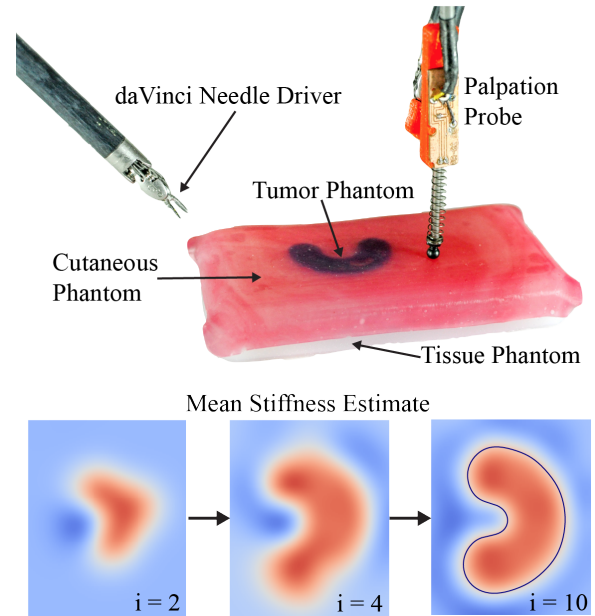 daVinci Needle Driver
Palpation
Probe
Tumor Phantom
Cutaneous
Phantom
Tissue Phantom
Mean Stiffness Estimate
i = 2
i = 4
i = 10